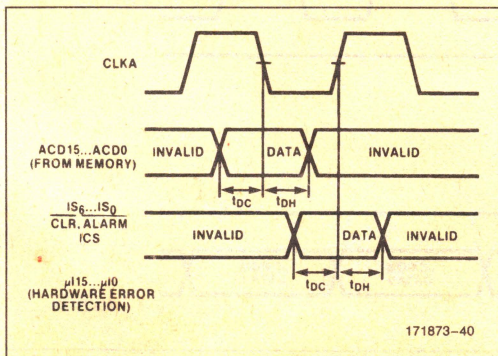 CLKA
ACD15...ACD0
(FROM MEMORY)
INVALID
DATA
INVALID
tDC
tDH
IS6...IS0
CLR, ALARM
ICS
INVALID
DATA
INVALID
tDC
tDH
µI15...µI0
(HARDWARE ERROR
DETECTION)
171873–40